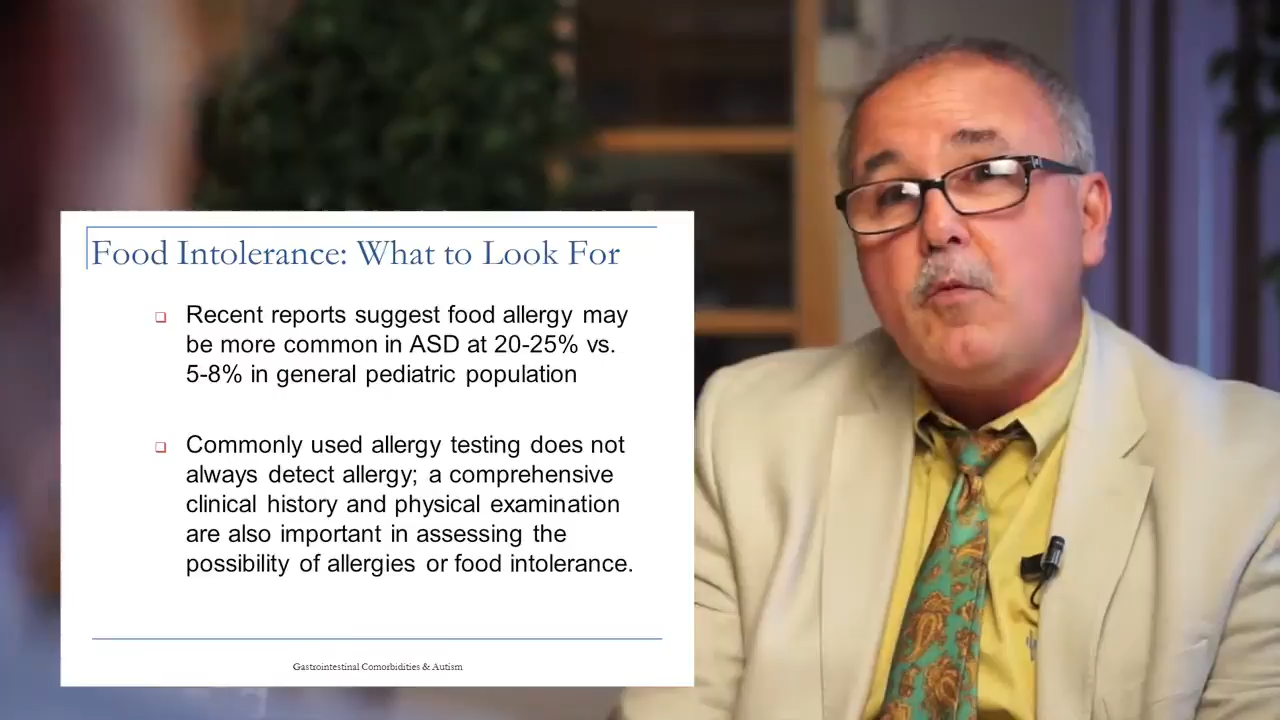 Food Intolerance: What to Look For
Recent reports suggest food allergy may
be more common in ASD at 20-25% vs.
5-8% in general pediatric population
Commonly used allergy testing does not
always detect allergy; a comprehensive
clinical history and physical examination
are also important in assessing the
possibility of allergies or food intolerance.
Gastrointestinal Comorbidities & Autism